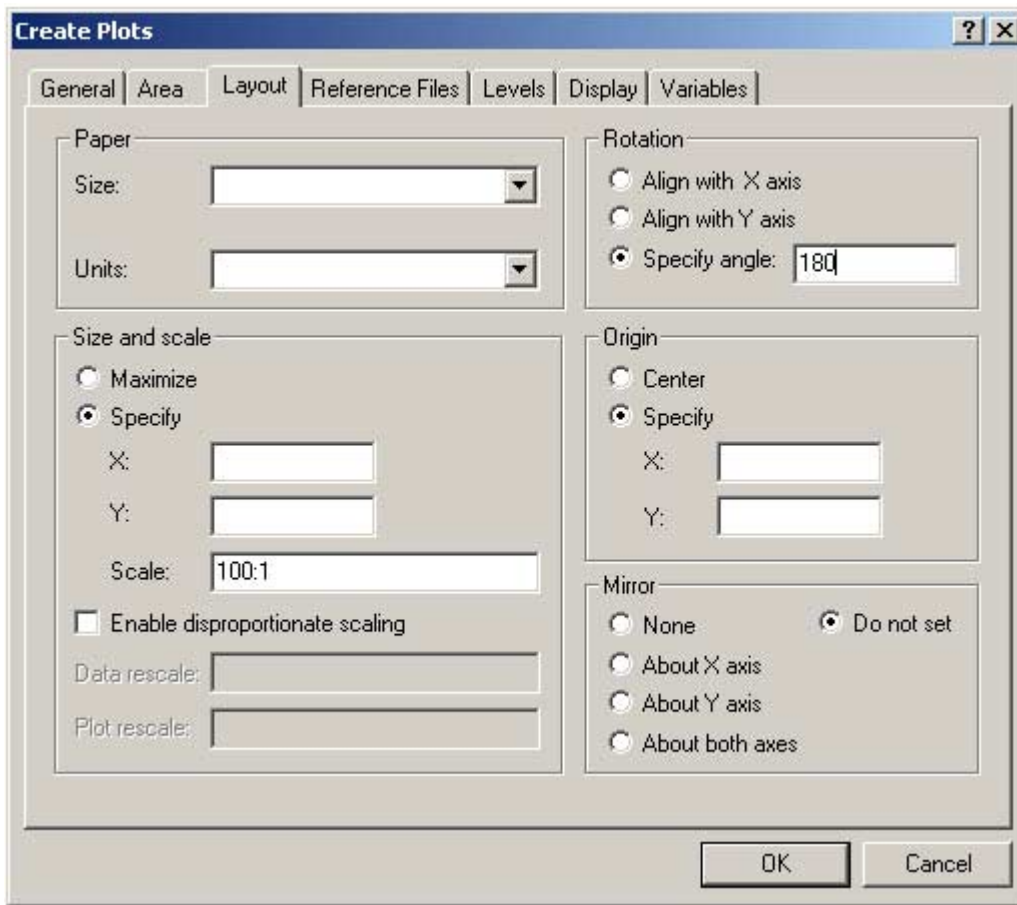 Create Plots
General Area Layout Reference Files Levels Display Variables
Paper
Size:
Units:
Rotation
Align with X axis
Align with Y axis
Specify angle: 180
Size and scale
Maximize
Specify
X:
Y:
Scale: 100:1
Enable disproportionate scaling
Data rescale:
Plot rescale:
Origin
Center
Specify
X:
Y:
Mirror
None Do not set
About X axis
About Y axis
About both axes
OK Cancel